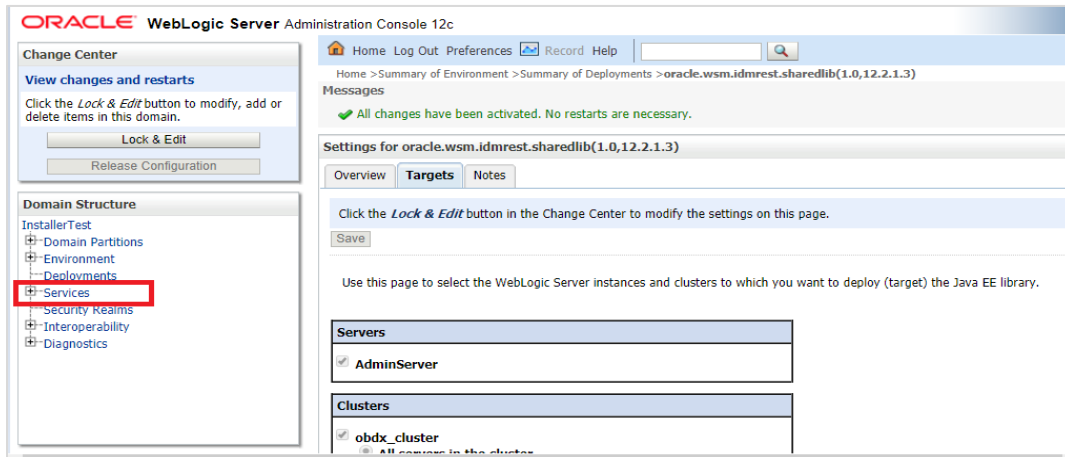 ORACLE WebLogic Server Administration Console 12c
Change Center
View changes and restarts
Click the Lock & Edit button to modify, add or
delete items in this domain.
Lock & Edit
Release Configuration
Domain Structure
InstallerTest
Domain Partitions
Environment
Deployments
Services
Security Realms
Interoperability
Diagnostics
Home Log Out Preferences Record Help
Home >Summary of Environment >Summary of Deployments >oracle.wsm.idmrest.sharedlib(1.0,12.2.1.3)
Messages
All changes have been activated. No restarts are necessary.
Settings for oracle.wsm.idmrest.sharedlib(1.0,12.2.1.3)
Overview Targets Notes
Click the Lock & Edit button in the Change Center to modify the settings on this page.
Save
Use this page to select the WebLogic Server instances and clusters to which you want to deploy (target) the Java EE library.
Servers
AdminServer
Clusters
obdx_cluster
All servers in the cluster